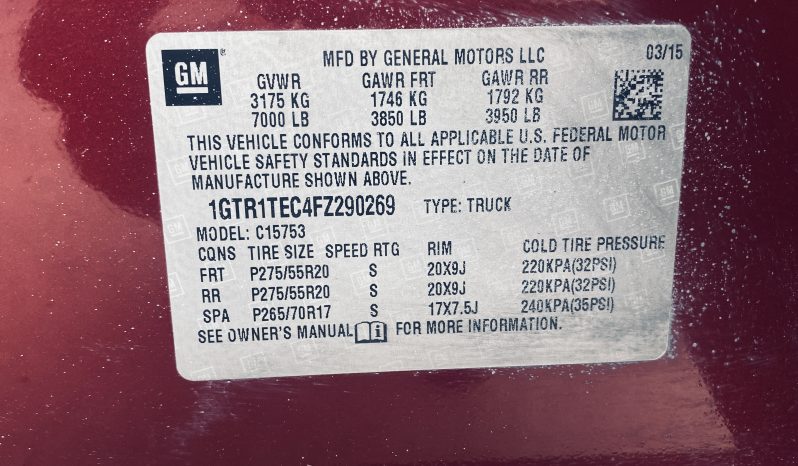 GM
MFD BY GENERAL MOTORS LLC 03/15
GVWR GAWR FRT GAWR RR
3175 KG 1746 KG 1792 KG
7000 LB 3850 LB 3950 LB
THIS VEHICLE CONFORMS TO ALL APPLICABLE U.S. FEDERAL MOTOR
VEHICLE SAFETY STANDARDS IN EFFECT ON THE DATE OF
MANUFACTURE SHOWN ABOVE.
1GTR1TEC4FZ290269 TYPE: TRUCK
MODEL: C15753
CQNS TIRE SIZE SPEED RTG RIM COLD TIRE PRESSURE
FRT P275/55R20 S 20X9J 220KPA(32PSI)
RR P275/55R20 S 20X9J 220KPA(32PSI)
SPA P265/70R17 S 17X7.5J 240KPA(35PSI)
SEE OWNER'S MANUAL FOR MORE INFORMATION.